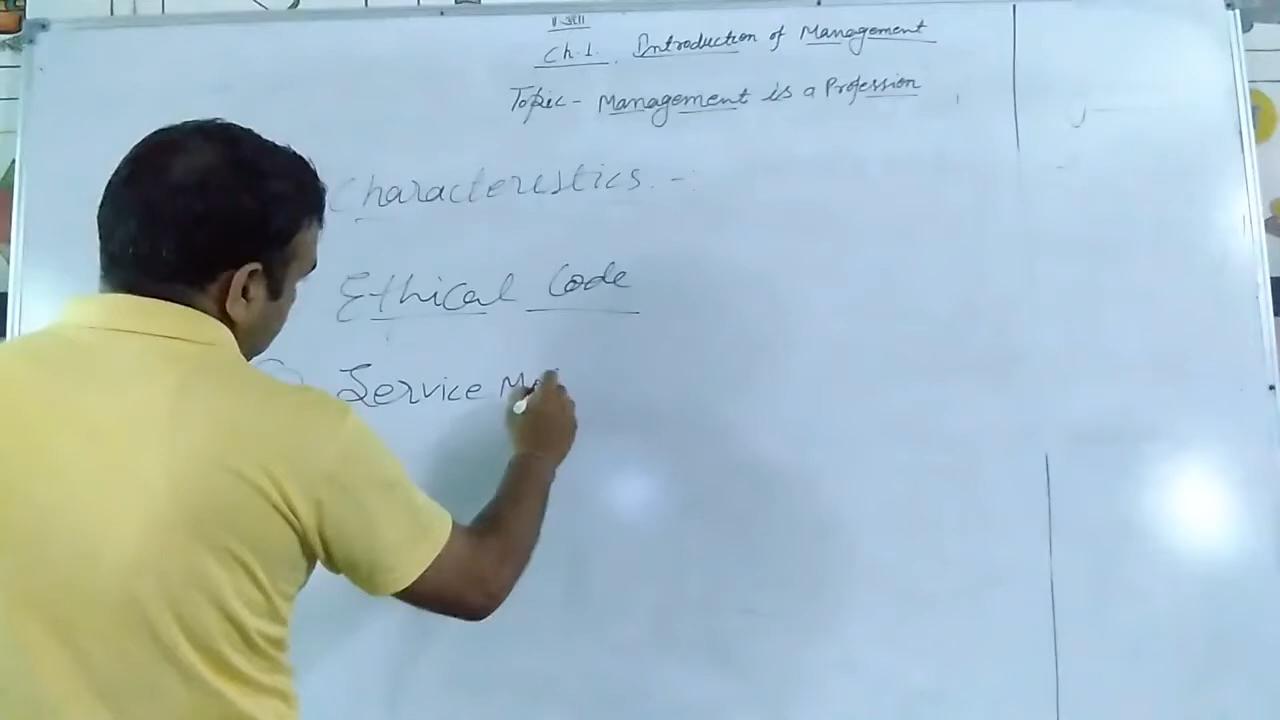 Ch.1. Introduction of Management
Topic - Management is a Profession
Characteristics. -
Ethical Code
Service